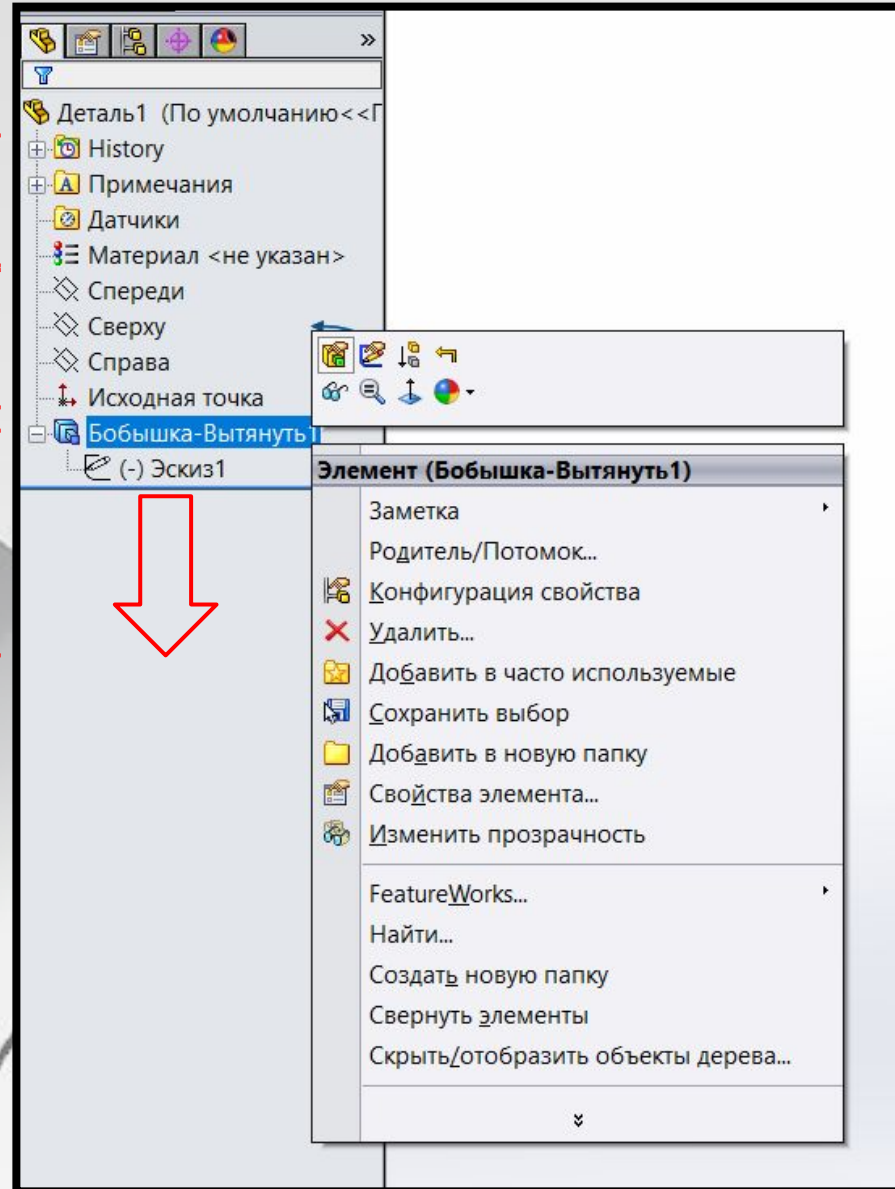 »
Деталь1 (По умолчанию<<Г
History
Примечания
Датчики
Материал <не указан>
Спереди
Сверху
Справа
Исходная точка
Бобышка-Вытянуть1
(-) Эскиз1
Элемент (Бобышка-Вытянуть1)
Заметка
Родитель/Потомок...
Конфигурация свойства
Удалить...
Добавить в часто используемые
Сохранить выбор
Добавить в новую папку
Свойства элемента...
Изменить прозрачность
FeatureWorks...
Найти...
Создать новую папку
Свернуть элементы
Скрыть/отобразить объекты дерева...